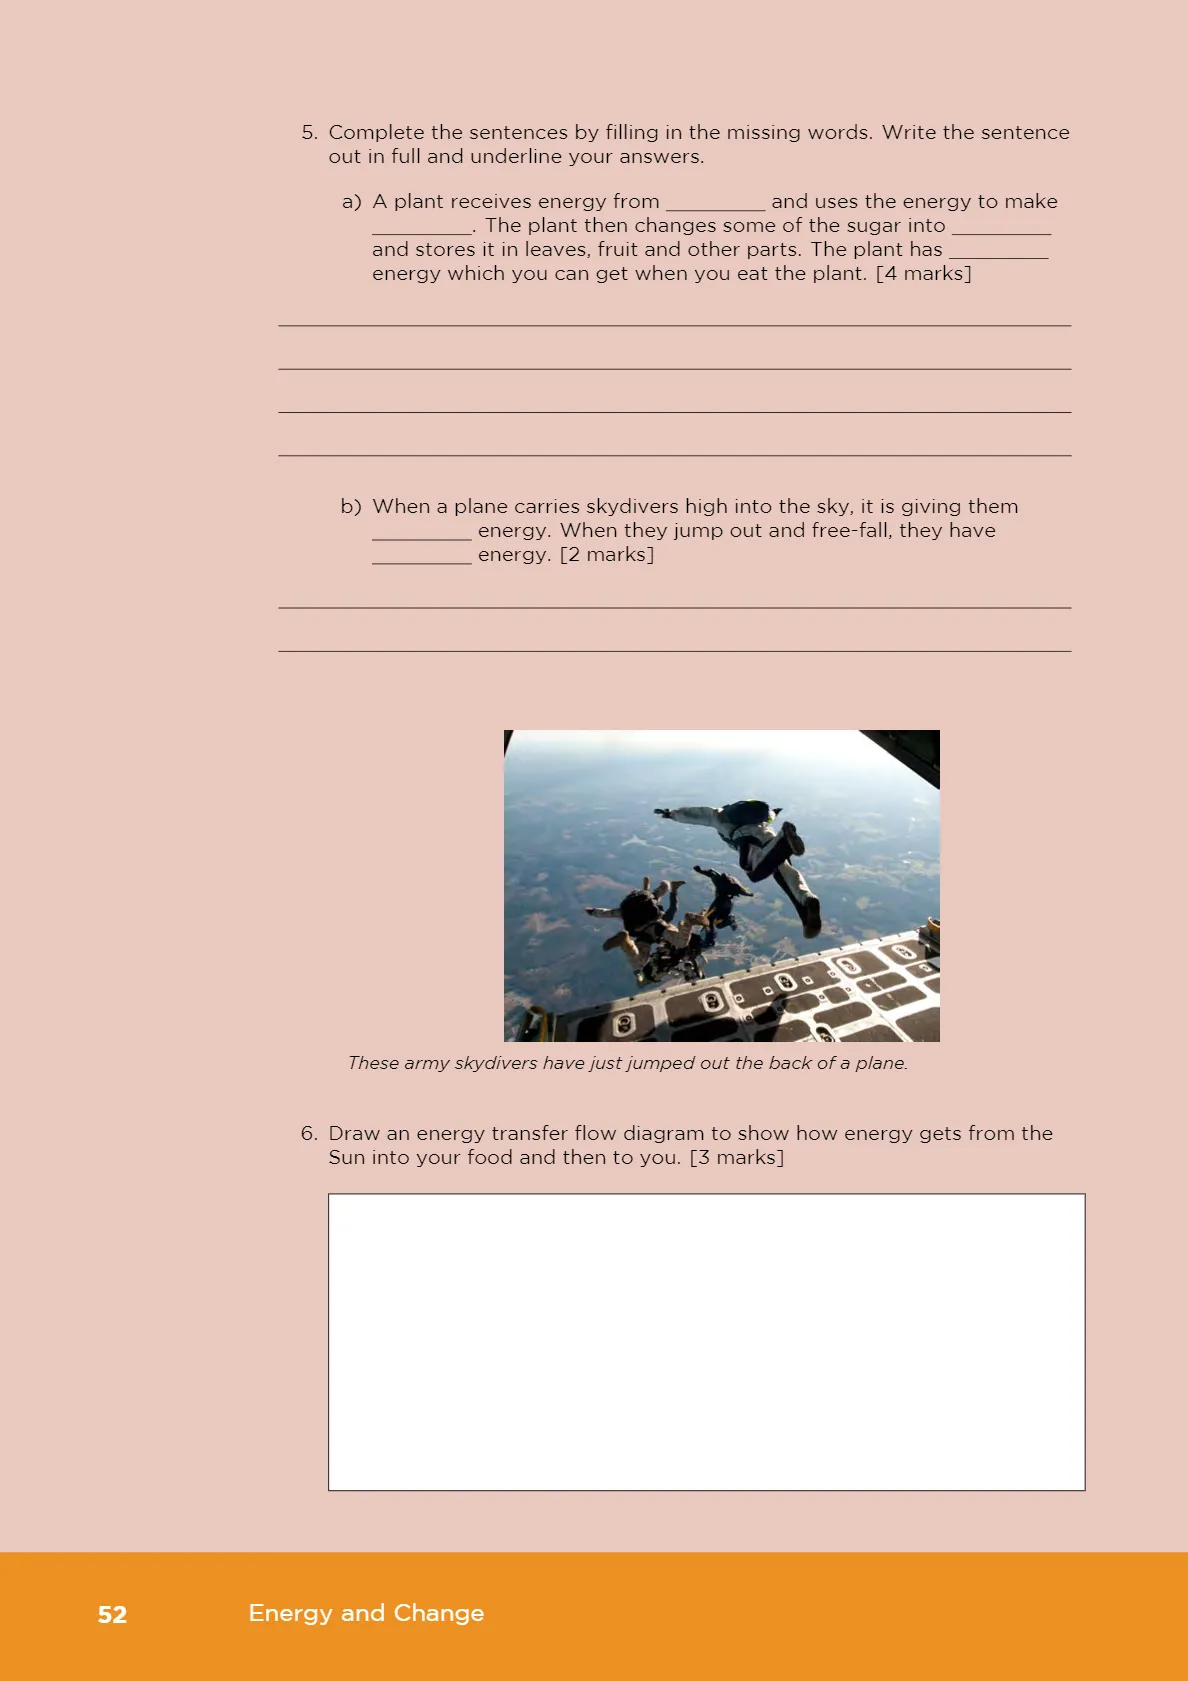 5. Complete the sentences by filling in the missing words. Write the sentence
out in full and underline your answers.
a) A plant receives energy from _________ and uses the energy to make
_________. The plant then changes some of the sugar into _________
and stores it in leaves, fruit and other parts. The plant has _________
energy which you can get when you eat the plant. [4 marks]
b) When a plane carries skydivers high into the sky, it is giving them
_________ energy. When they jump out and free-fall, they have
_________ energy. [2 marks]
These army skydivers have just jumped out the back of a plane.
6. Draw an energy transfer flow diagram to show how energy gets from the
Sun into your food and then to you. [3 marks]
52 Energy and Change